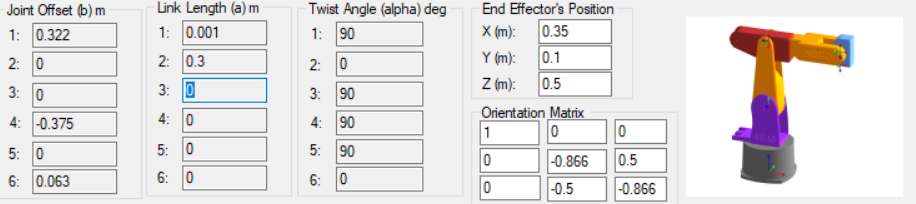 Joint Offset (b) m
1: 0.322
2: 0
3: 0
4: -0.375
5: 0
6: 0.063
Link Length (a) m
1: 0.001
2: 0.3
3: 0
4: 0
5: 0
6: 0
Twist Angle (alpha) deg
1: 90
2: 0
3: 90
4: 90
5: 90
6: 0
End Effector's Position
X (m): 0.35
Y (m): 0.1
Z (m): 0.5
Orientation Matrix
1 0 0
0 -0.866 0.5
0 -0.5 -0.866